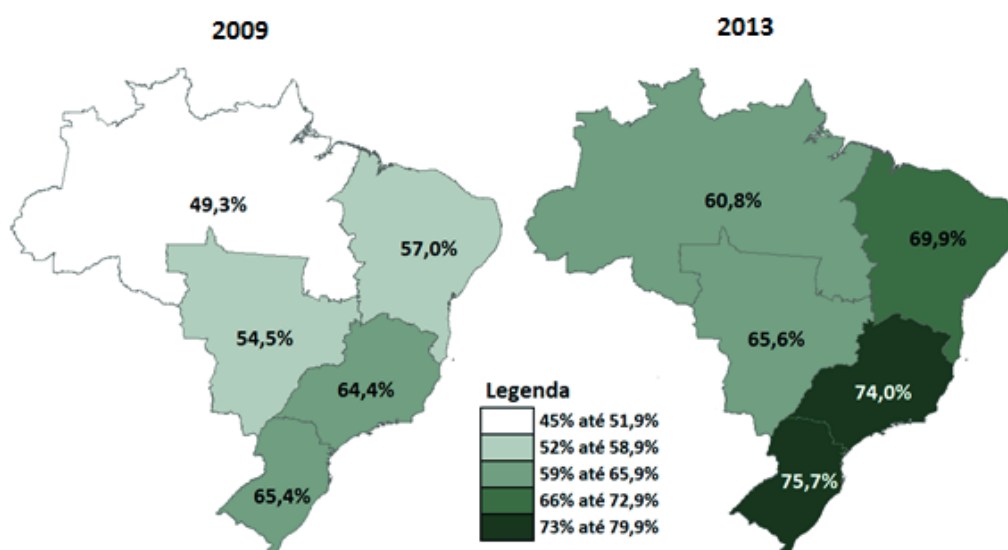 2009
49,3%
57,0%
54,5%
64,4%
65,4%
2013
60,8%
69,9%
65,6%
74,0%
75,7%
Legenda
45% até 51,9%
52% até 58,9%
59% até 65,9%
66% até 72,9%
73% até 79,9%